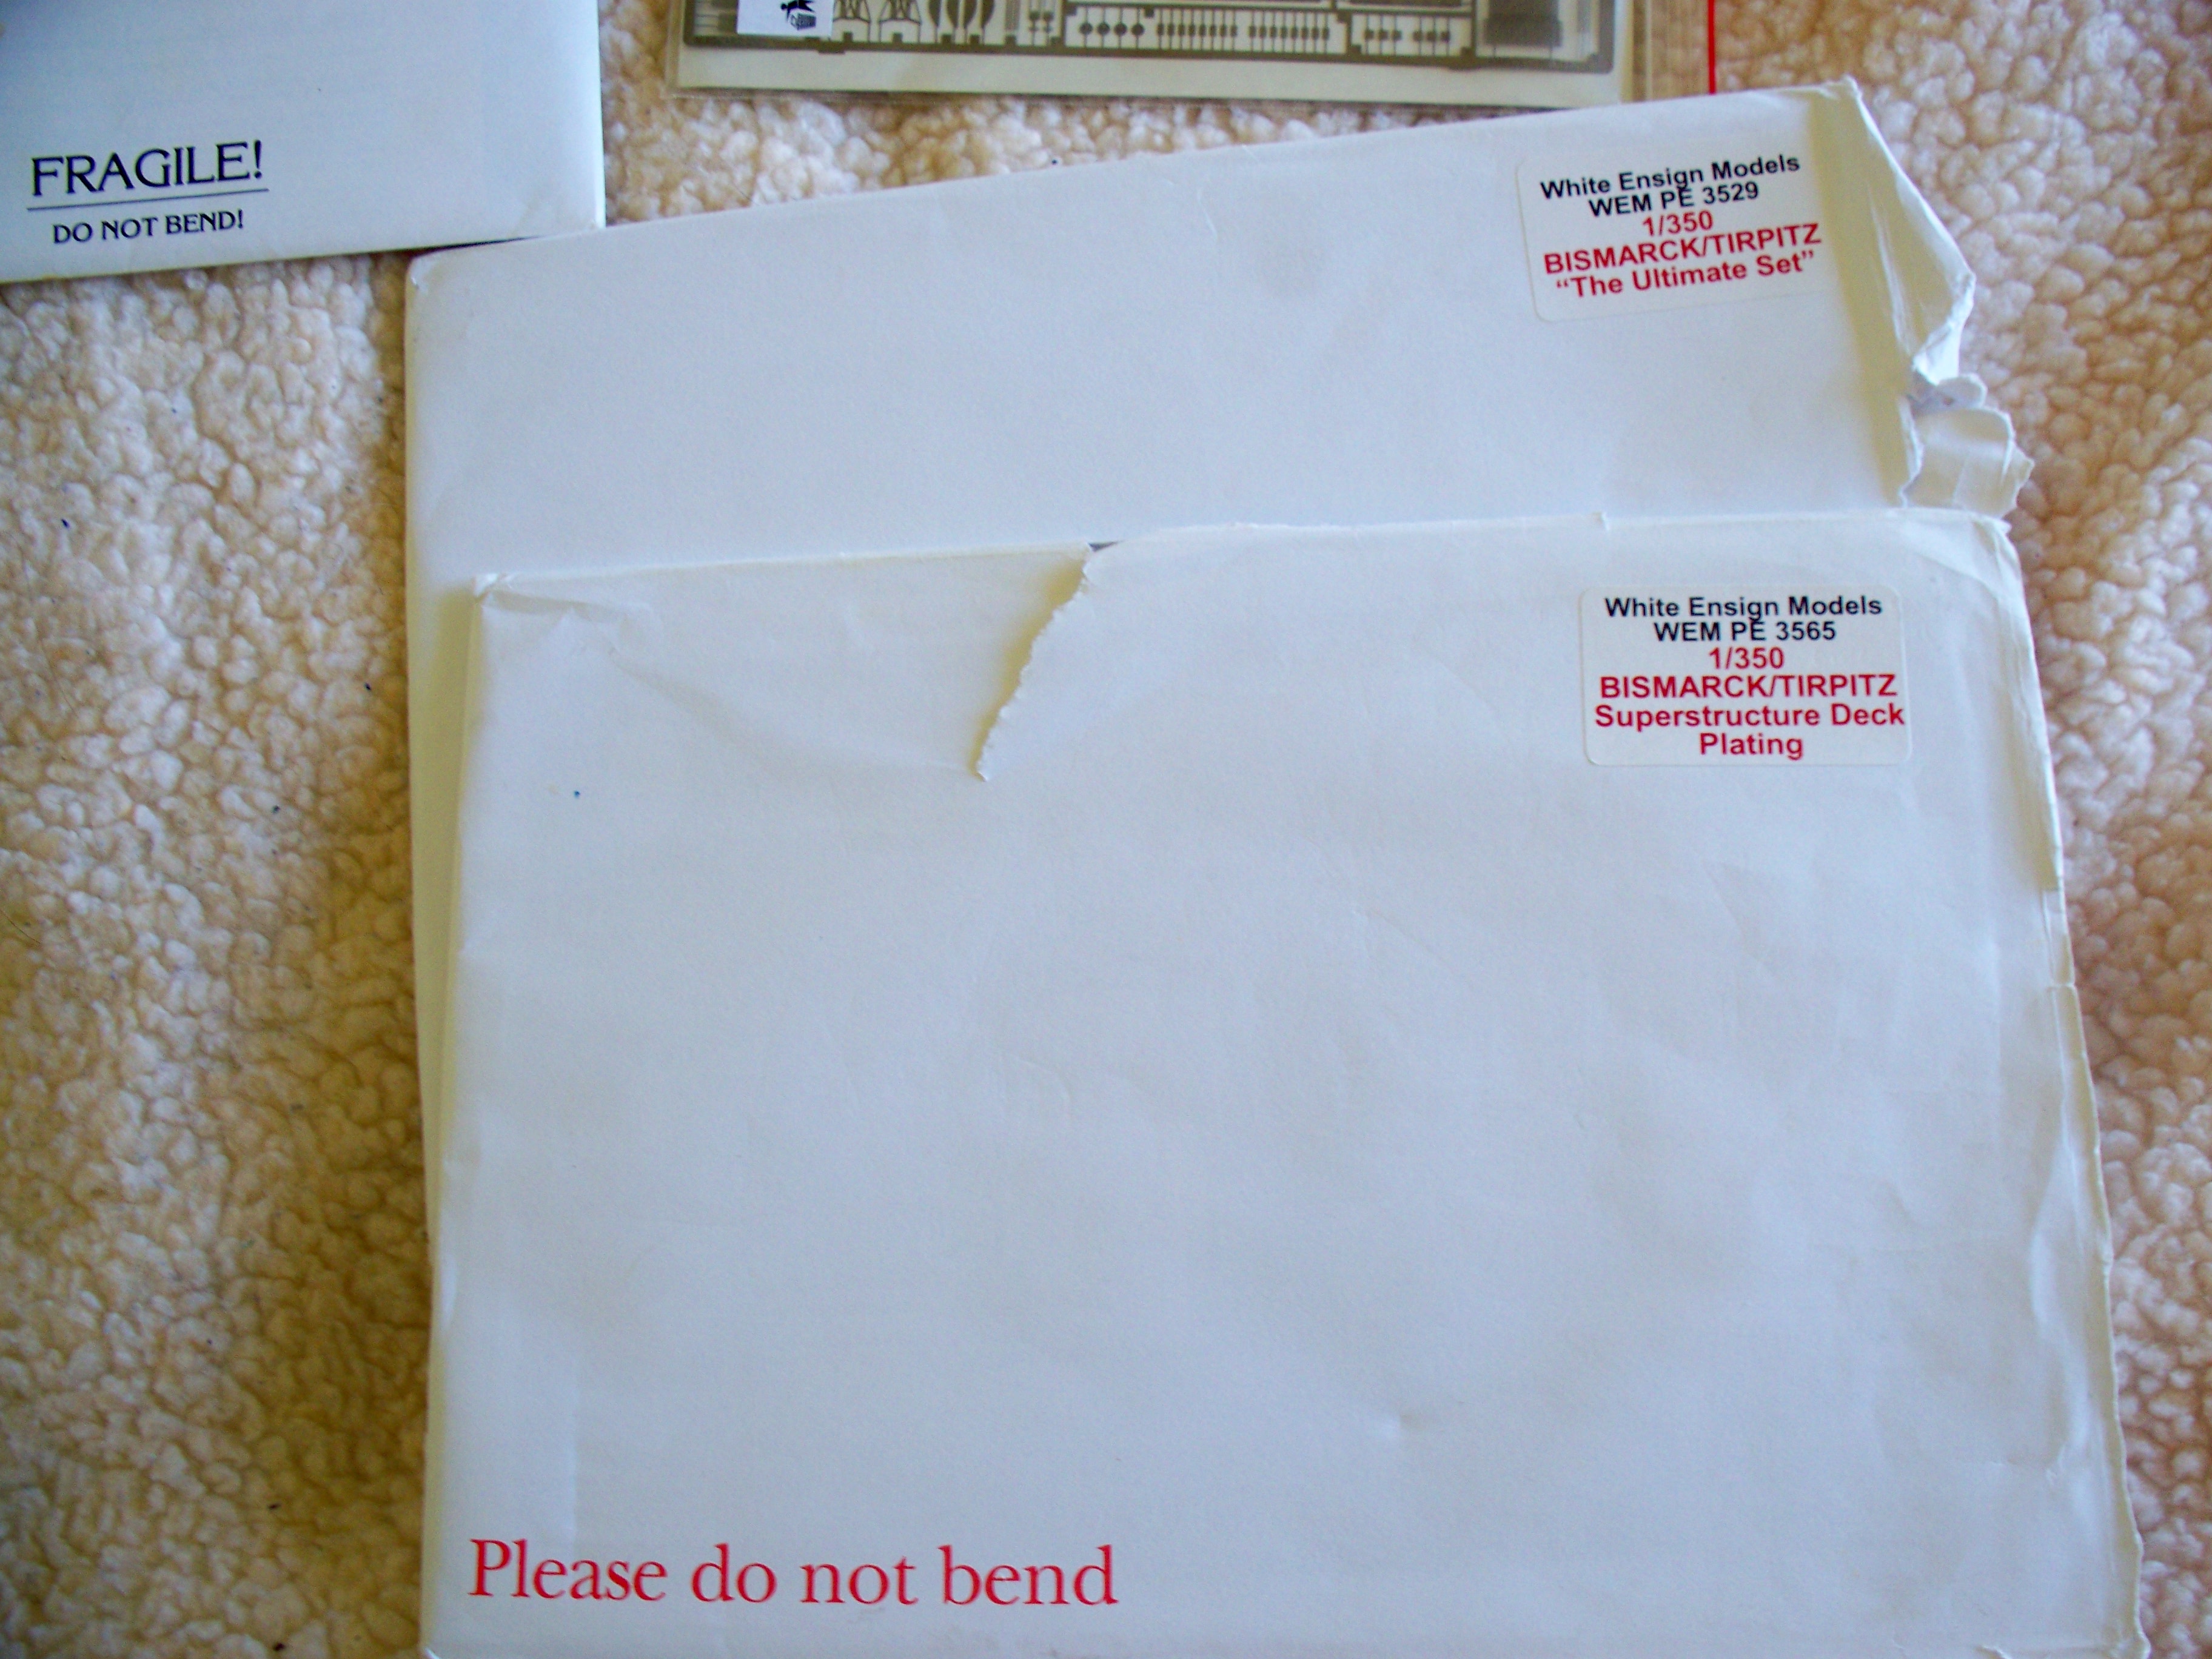 FRAGILE!
DO NOT BEND!
White Ensign Models
WEM PE 3529
1/350
BISMARCK/TIRPITZ
“The Ultimate Set”
White Ensign Models
WEM PE 3565
1/350
BISMARCK/TIRPITZ
Superstructure Deck
Plating
Please do not bend